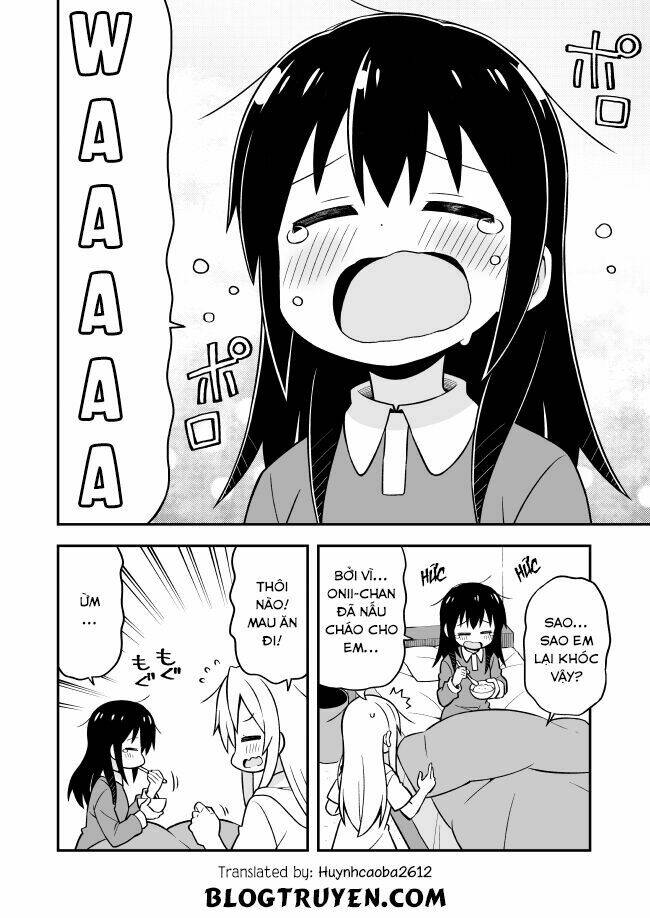 WAAAAAA
ポロ
ポロ
HỨC
HỨC
SAO...
SAO EM
LẠI KHÓC
VẬY?
BỞI VÌ...
ONII-CHAN
ĐÃ NẤU
CHÁO CHO
EM...
THÔI
NÀO!
MAU ĂN
ĐI!
ỪM
...
もぐ
もぐ
Translated by: Huynhcaoba2612
BLOGTRUYEN.COM